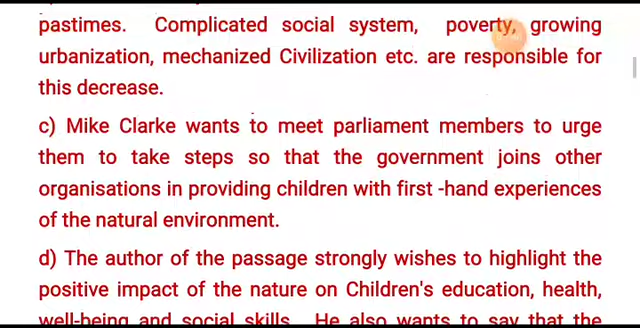 pastimes. Complicated social system, poverty, growing
urbanization, mechanized Civilization etc. are responsible for
this decrease.
c) Mike Clarke wants to meet parliament members to urge
them to take steps so that the government joins other
organisations in providing children with first -hand experiences
of the natural environment.
d) The author of the passage strongly wishes to highlight the
positive impact of the nature on Children's education, health,
well-being and social skills. He also wants to say that the